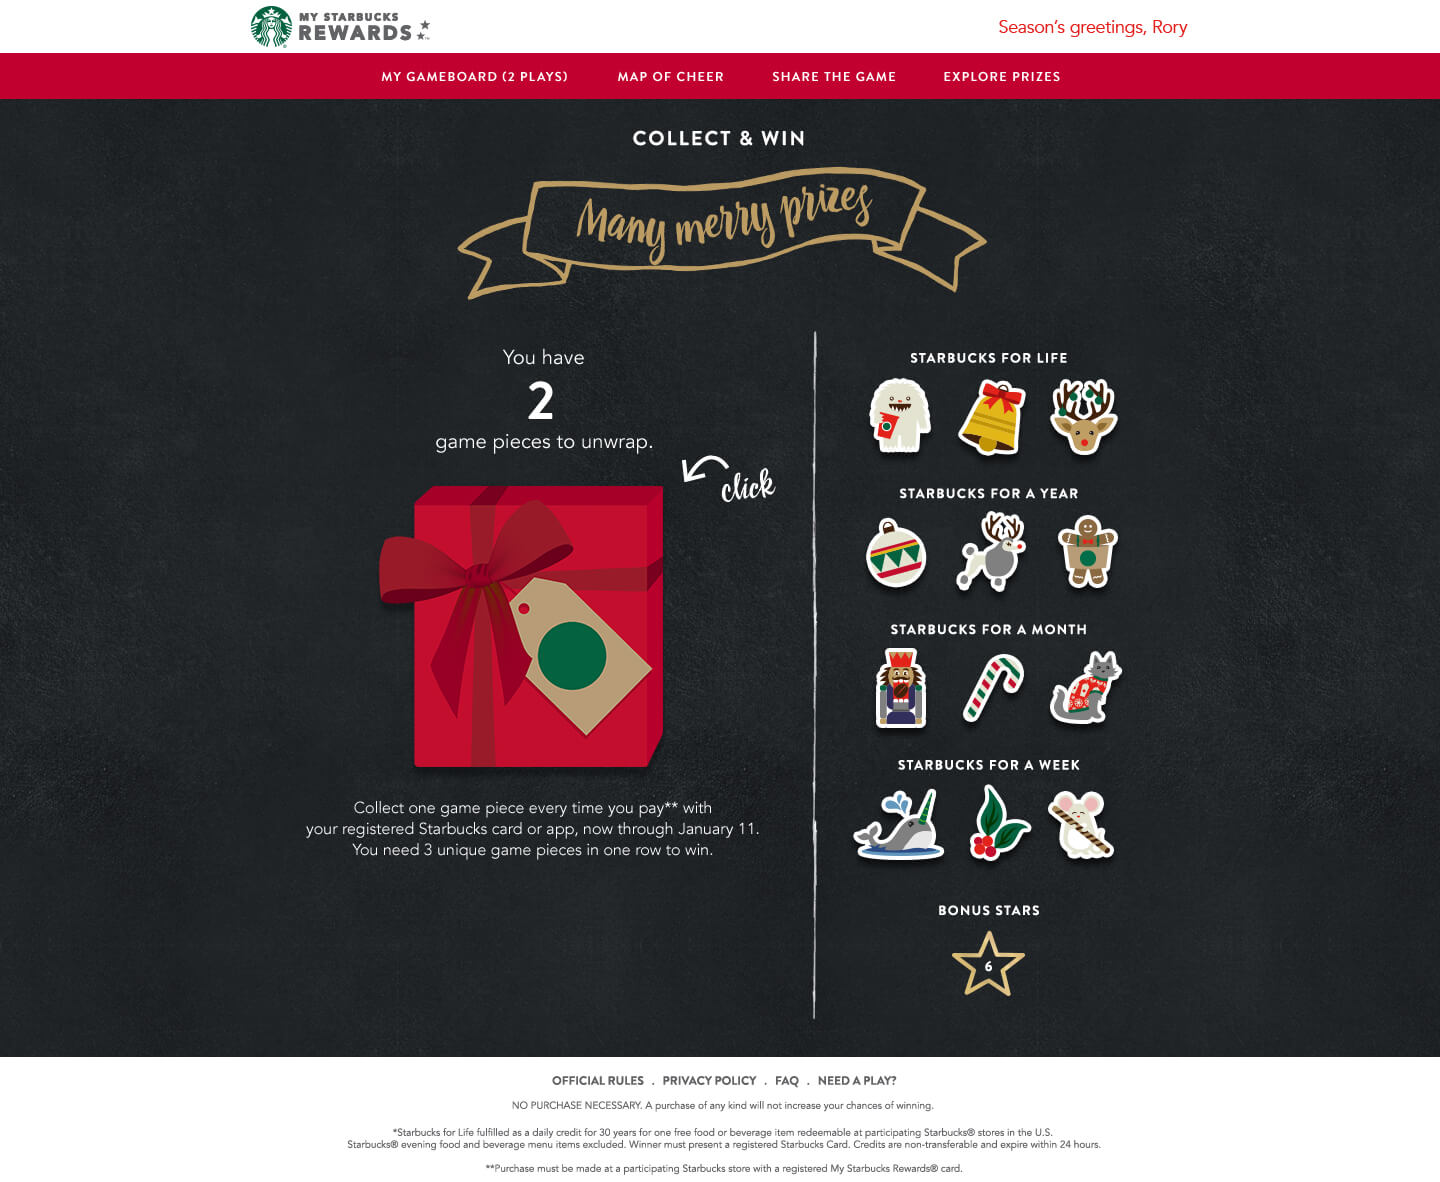 MY STARBUCKS
REWARDS
Season's greetings, Rory
MY GAMEBOARD (2 PLAYS)
MAP OF CHEER
SHARE THE GAME
EXPLORE PRIZES
COLLECT & WIN
Many merry prizes
You have
2
game pieces to unwrap.
click
Collect one game piece every time you pay** with
your registered Starbucks card or app, now through January 11.
You need 3 unique game pieces in one row to win.
STARBUCKS FOR LIFE
STARBUCKS FOR A YEAR
STARBUCKS FOR A MONTH
STARBUCKS FOR A WEEK
BONUS STARS
6
OFFICIAL RULES . PRIVACY POLICY . FAQ . NEED A PLAY?
NO PURCHASE NECESSARY. A purchase of any kind will not increase your chances of winning.
*Starbucks for Life fulfilled as a daily credit for 30 years for one free food or beverage item redeemable at participating Starbucks® stores in the U.S.
Starbucks® evening food and beverage menu items excluded. Winner must present a registered Starbucks Card. Credits are non-transferable and expire within 24 hours.
**Purchase must be made at a participating Starbucks store with a registered My Starbucks Rewards® card.